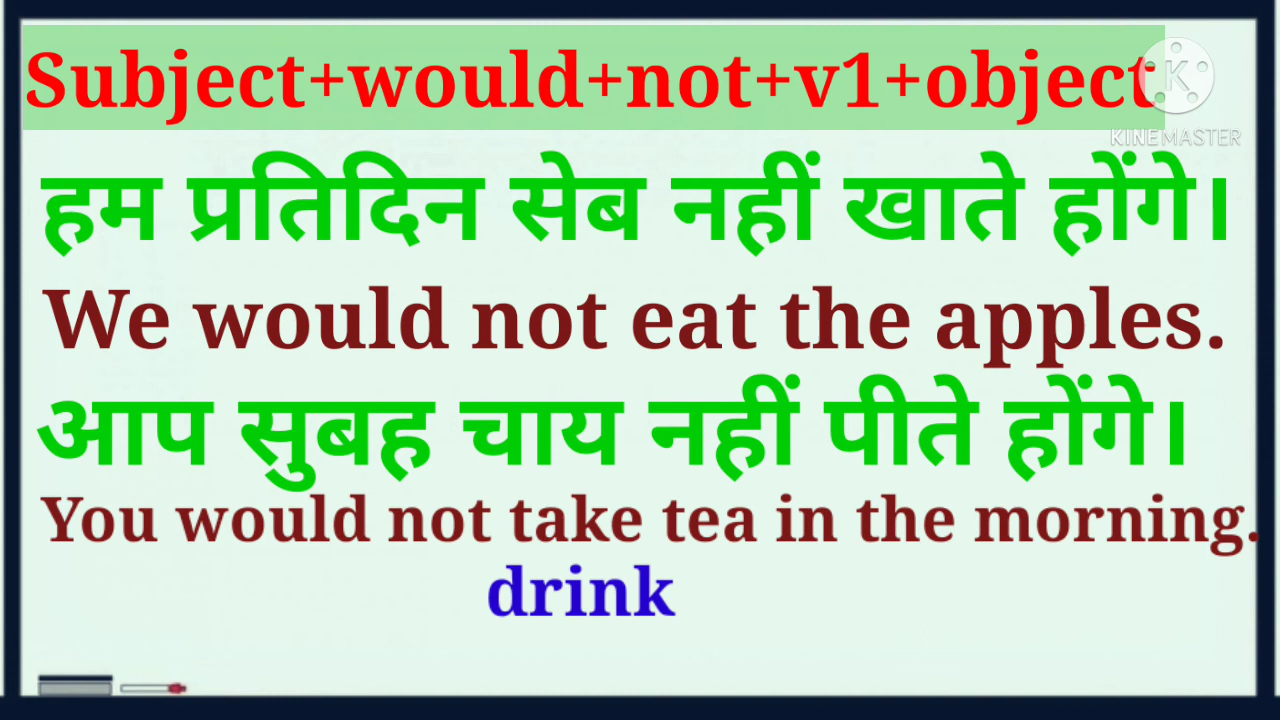 Subject+would+not+v1+object
K
KINEMASTER
हम प्रतिदिन सेब नहीं खाते होंगे।
We would not eat the apples.
आप सुबह चाय नहीं पीते होंगे।
You would not take tea in the morning.
drink